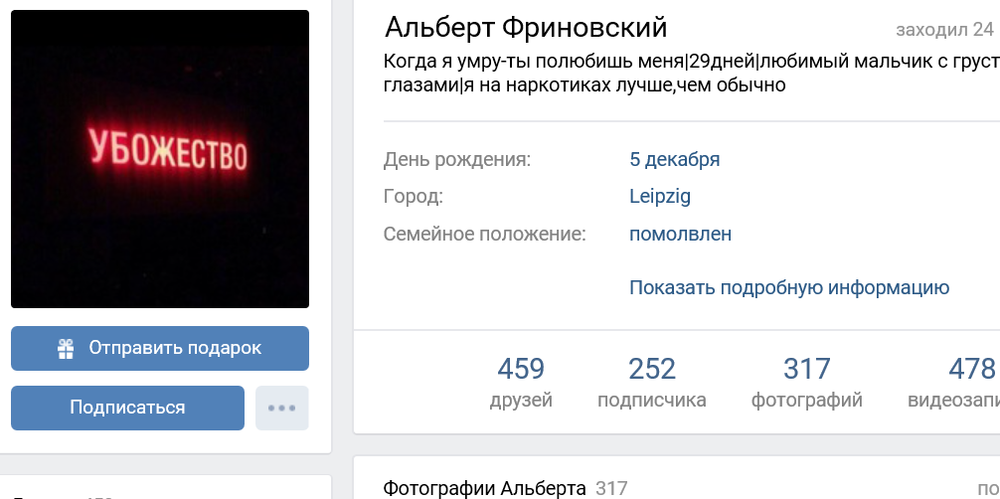 УБОЖЕСТВО
Отправить подарок
Подписаться
Альберт Фриновский
заходил 24
Когда я умру-ты полюбишь меня|29дней|любимый мальчик с груст
глазами|я на наркотиках лучше,чем обычно
День рождения: 5 декабря
Город: Leipzig
Семейное положение: помолвлен
Показать подробную информацию
459 252 317 478
друзей подписчика фотографий видеозапи
Фотографии Альберта 317